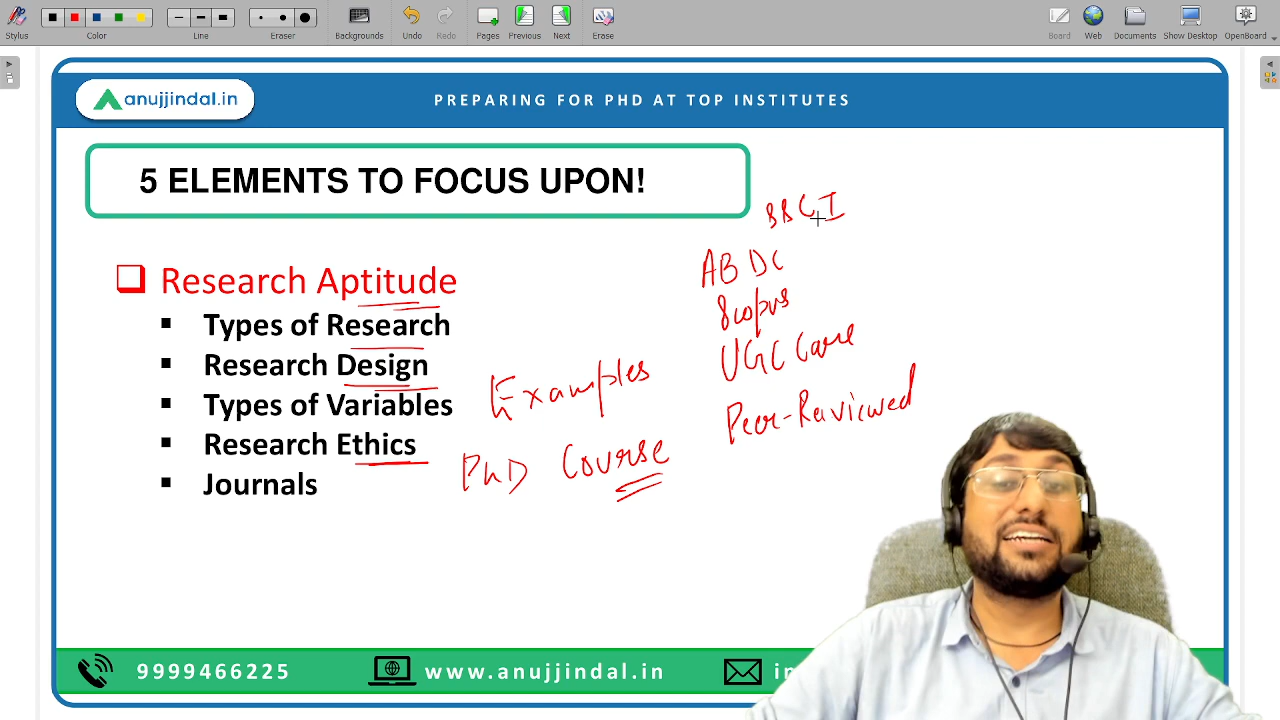 Stylus
Color
Line
Eraser
Backgrounds
Undo
Redo
Pages
Previous
Next
Erase
Board
Web
Documents
Show Desktop
OpenBoard
anujjindal.in
PREPARING FOR PHD AT TOP INSTITUTES
5 ELEMENTS TO FOCUS UPON!
Research Aptitude
Types of Research
Research Design
Types of Variables
Research Ethics
Journals
Examples
PhD Course
ABDC
Scopus
UGC Care
Peer-Reviewed
9999466225
www.anujjindal.in